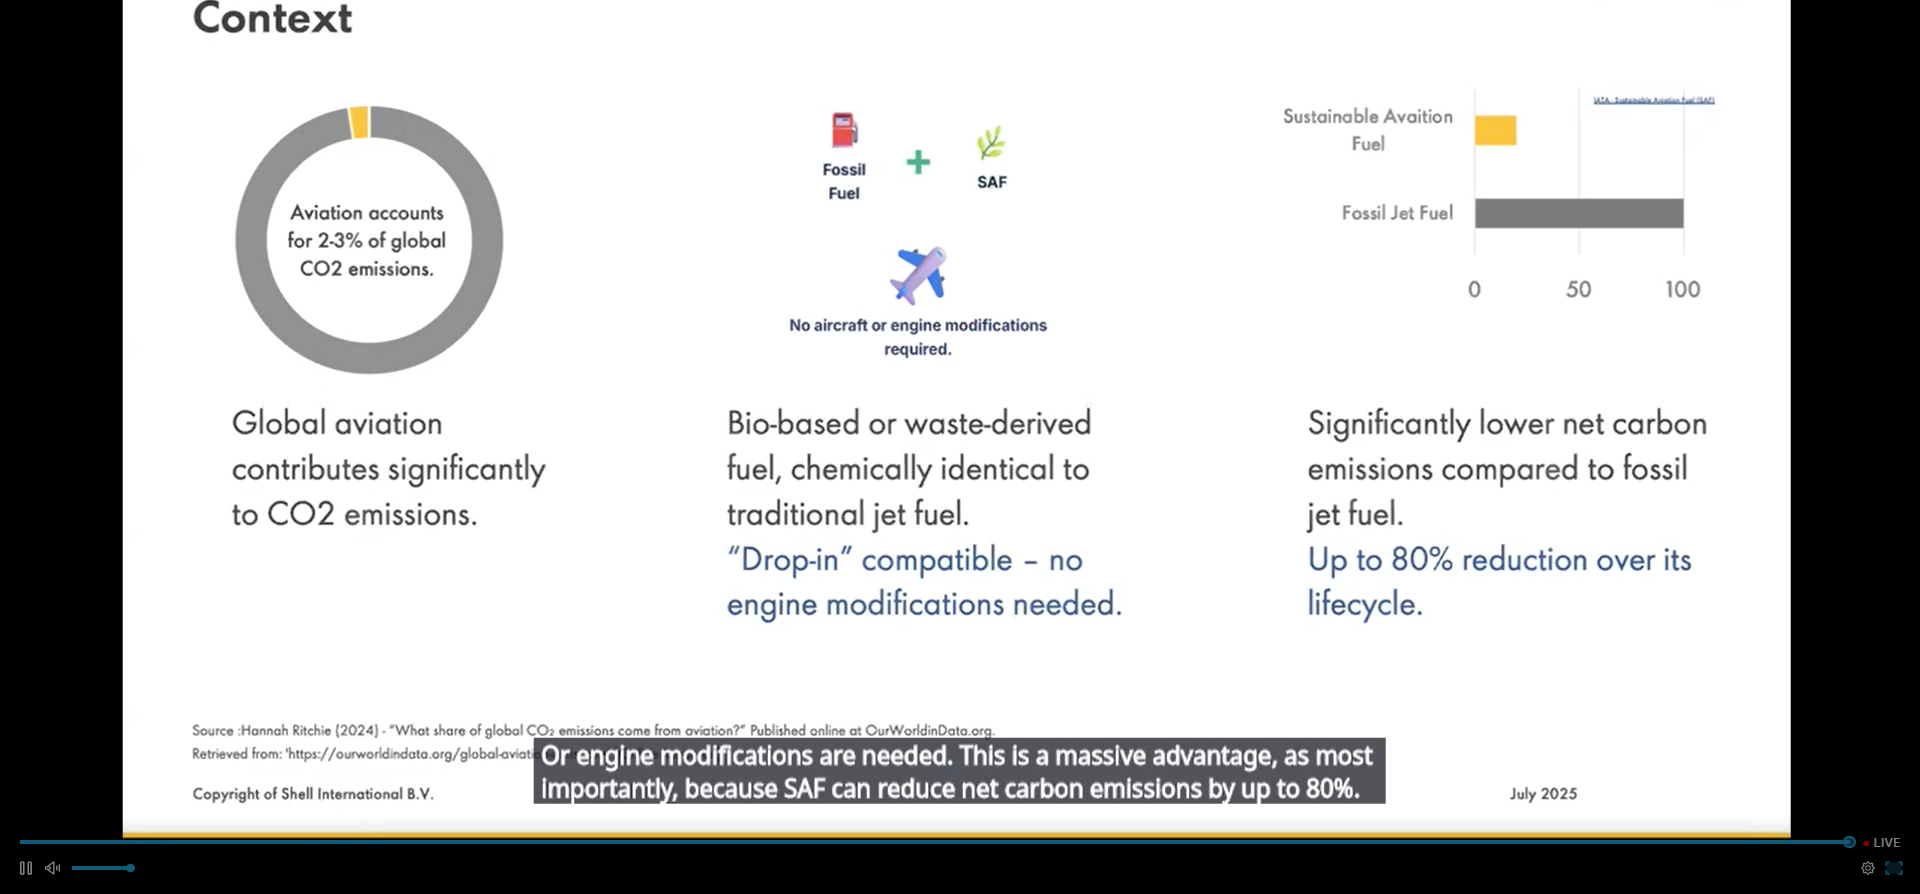 Context
Aviation accounts
for 2-3% of global
CO2 emissions.
Global aviation
contributes significantly
to CO2 emissions.
Fossil
Fuel
SAF
No aircraft or engine modifications
required.
Bio-based or waste-derived
fuel, chemically identical to
traditional jet fuel.
“Drop-in” compatible – no
engine modifications needed.
IATA - Sustainable Aviation Fuel (SAF)
Sustainable Avaition
Fuel
Fossil Jet Fuel
0 50 100
Significantly lower net carbon
emissions compared to fossil
jet fuel.
Up to 80% reduction over its
lifecycle.
Source :Hannah Ritchie (2024) - “What share of global CO₂ emissions come from aviation?” Published online at OurWorldinData.org.
Retrieved from: 'https://ourworldindata.org/global-aviati
Or engine modifications are needed. This is a massive advantage, as most
importantly, because SAF can reduce net carbon emissions by up to 80%.
Copyright of Shell International B.V.
July 2025
LIVE